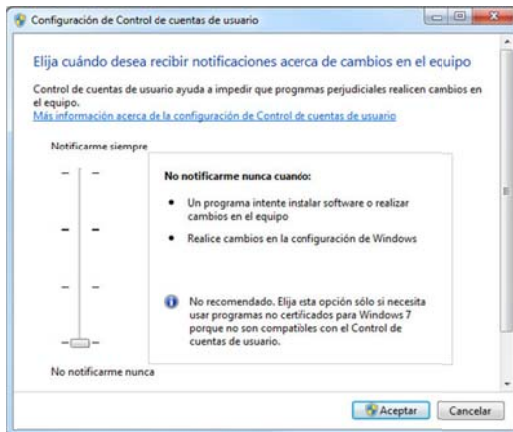 Configuración de Control de cuentas de usuario
Elija cuándo desea recibir notificaciones acerca de cambios en el equipo
Control de cuentas de usuario ayuda a impedir que programas perjudiciales realicen cambios en
el equipo.
Más información acerca de la configuración de Control de cuentas de usuario
Notificarme siempre
No notificarme nunca cuando:
Un programa intente instalar software o realizar
cambios en el equipo
Realice cambios en la configuración de Windows
No recomendado. Elija esta opción sólo si necesita
usar programas no certificados para Windows 7
porque no son compatibles con el Control de
cuentas de usuario.
No notificarme nunca
Aceptar
Cancelar